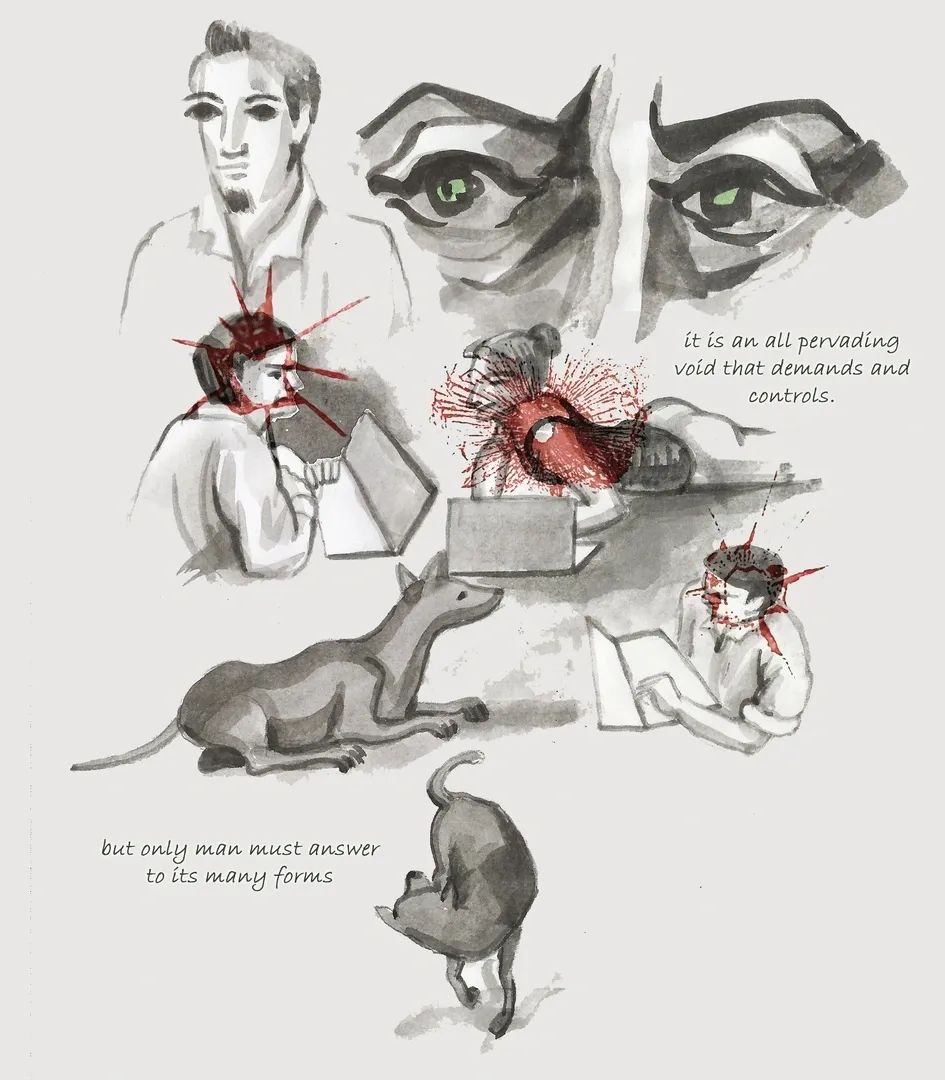 it is an all pervading
void that demands and
controls.
but only man must answer
to its many forms